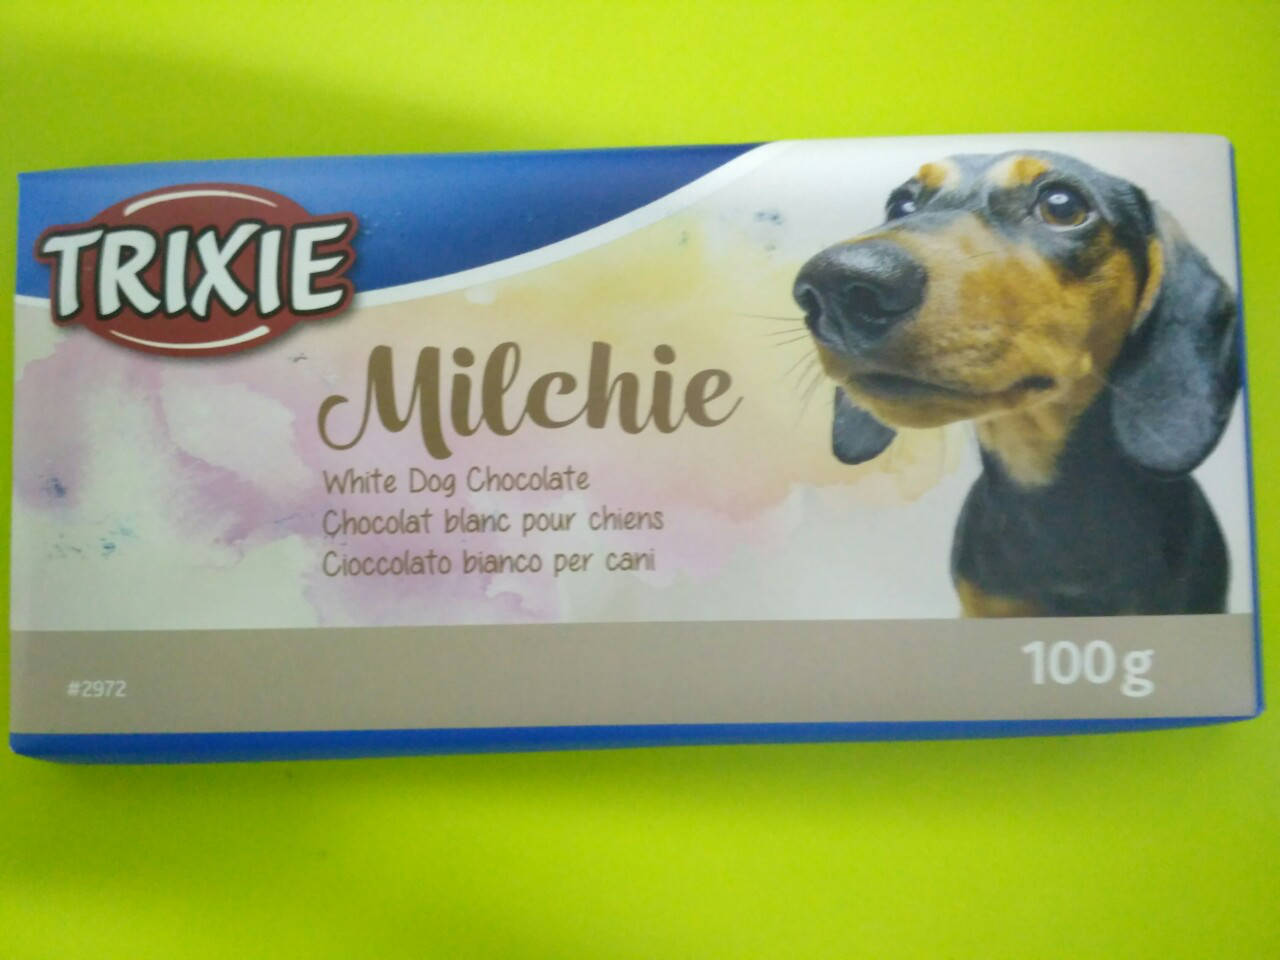 TRIXIE
Milchie
White Dog Chocolate
Chocolat blanc pour chiens
Cioccolato bianco per cani
#2972
100g